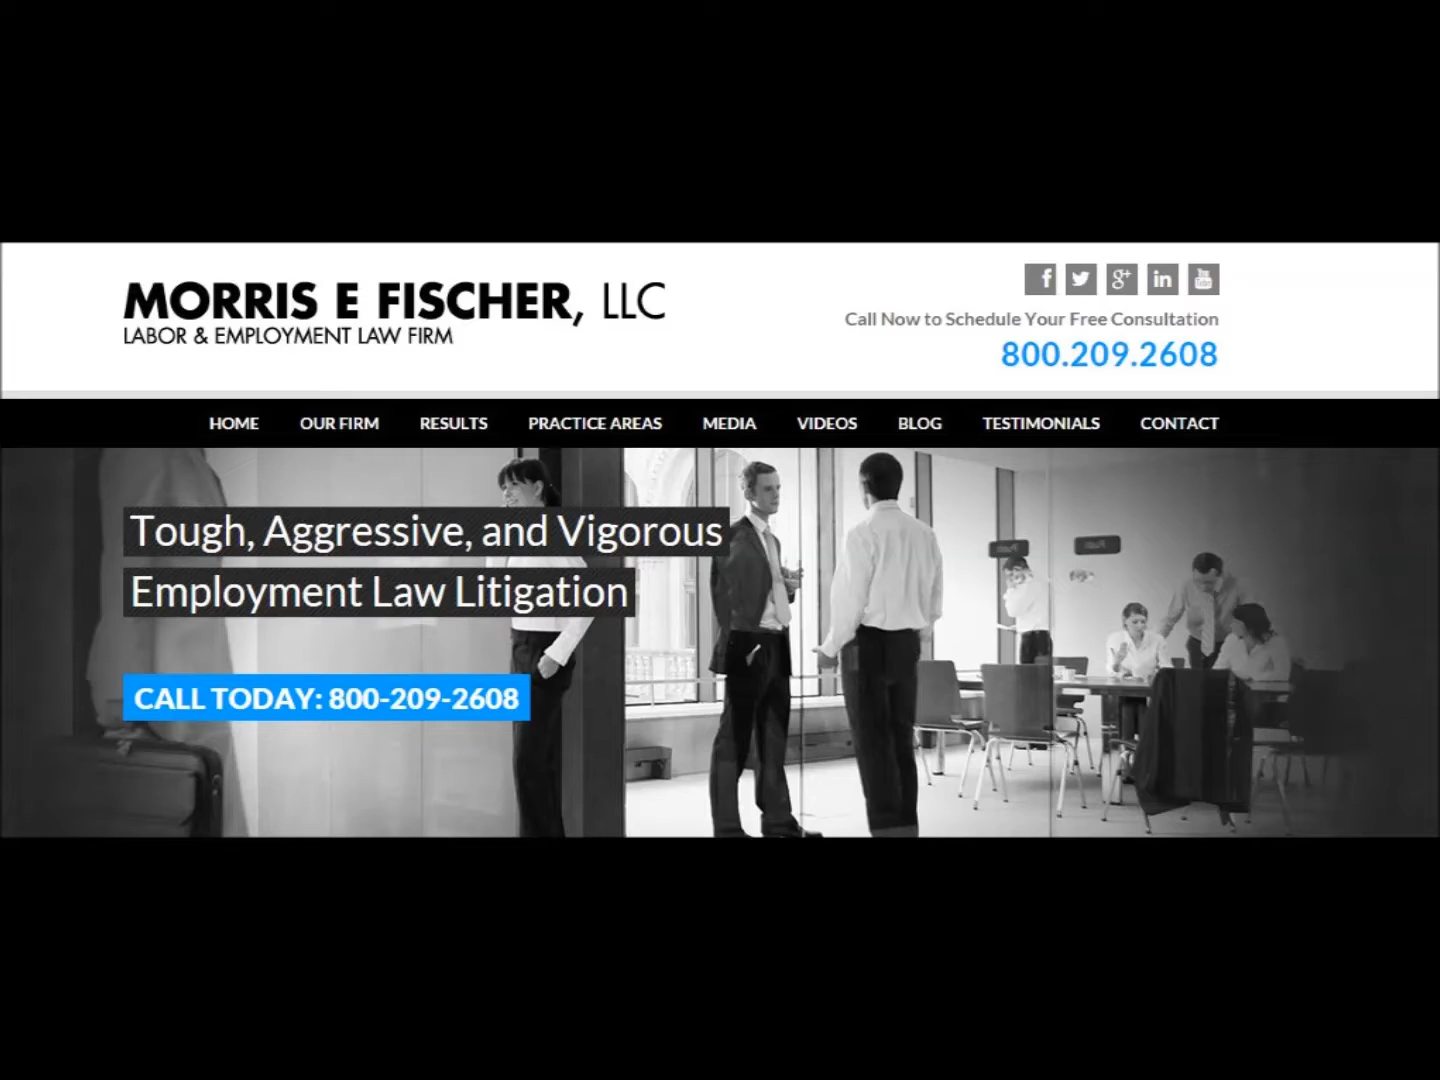 MORRIS E FISCHER, LLC
LABOR & EMPLOYMENT LAW FIRM
Call Now to Schedule Your Free Consultation
800.209.2608
HOME OUR FIRM RESULTS PRACTICE AREAS MEDIA VIDEOS BLOG TESTIMONIALS CONTACT
Tough, Aggressive, and Vigorous
Employment Law Litigation
CALL TODAY: 800-209-2608